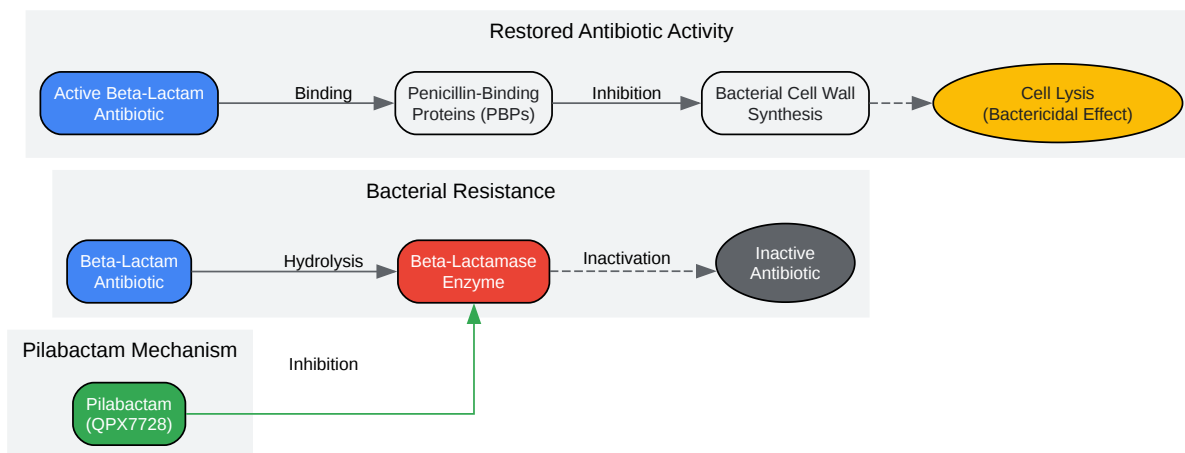 Restored Antibiotic Activity
Active Beta-Lactam
Antibiotic
Binding
Penicillin-Binding
Proteins (PBPs)
Inhibition
Bacterial Cell Wall
Synthesis
Cell Lysis
(Bactericidal Effect)
Bacterial Resistance
Beta-Lactam
Antibiotic
Hydrolysis
Beta-Lactamase
Enzyme
Inactivation
Inactive
Antibiotic
Pilabactam Mechanism
Inhibition
Pilabactam
(QPX7728)